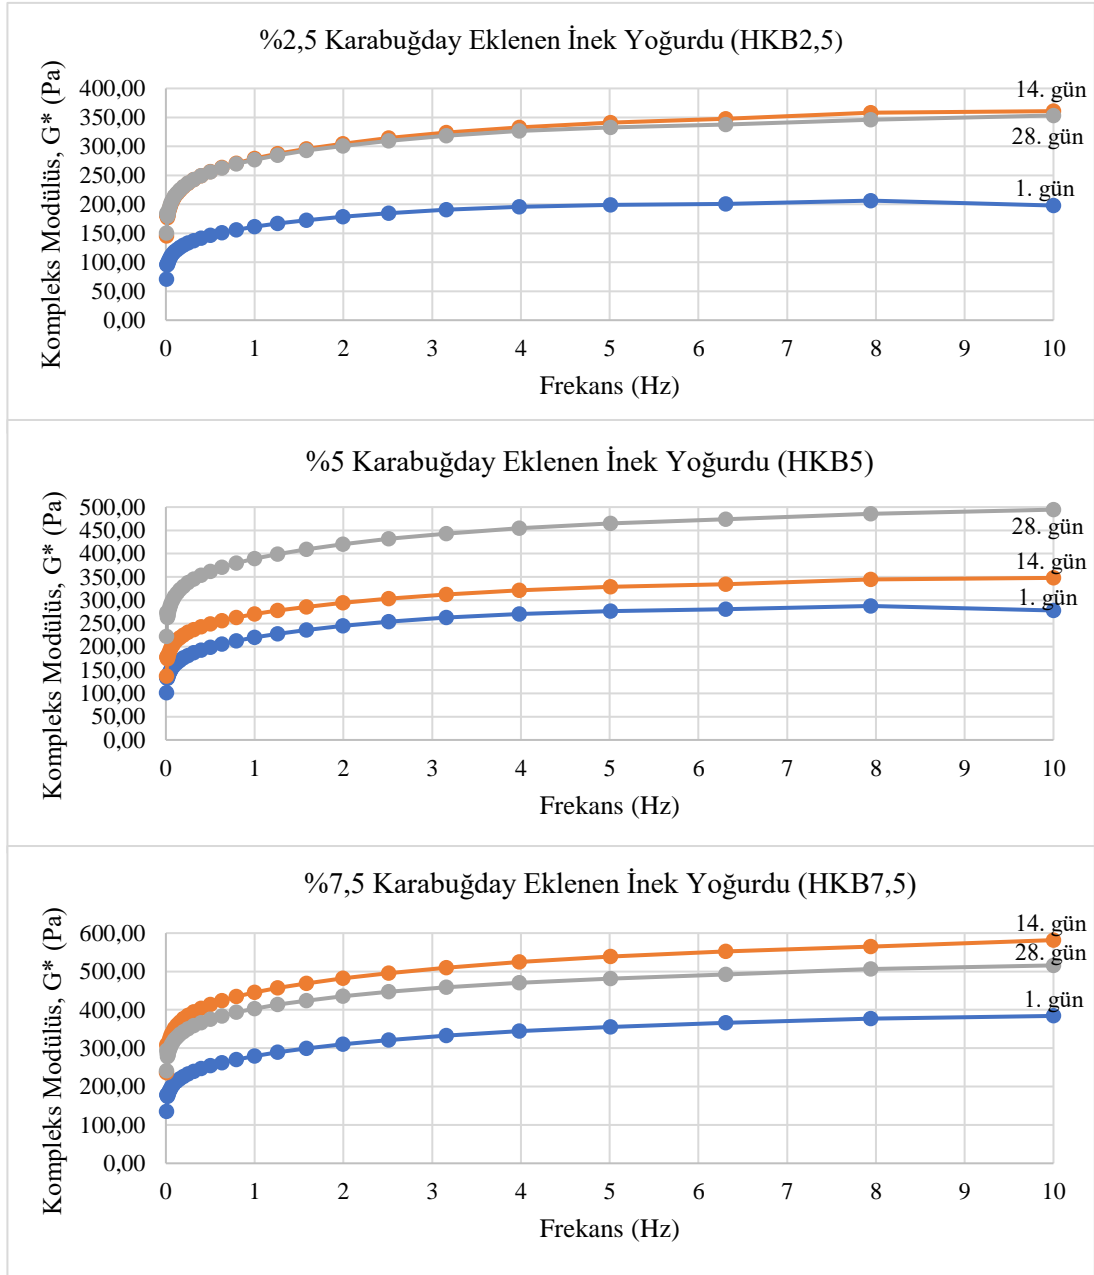 %2,5 Karabuğday Eklenen İnek Yoğurdu (HKB2,5)
Kompleks Modülüs, G* (Pa)
400,00
350,00
300,00
250,00
200,00
150,00
100,00
50,00
0,00
14. gün
28. gün
1. gün
0 1 2 3 4 5 6 7 8 9 10
Frekans (Hz)
%5 Karabuğday Eklenen İnek Yoğurdu (HKB5)
Kompleks Modülüs, G* (Pa)
500,00
450,00
400,00
350,00
300,00
250,00
200,00
150,00
100,00
50,00
0,00
28. gün
14. gün
1. gün
0 1 2 3 4 5 6 7 8 9 10
Frekans (Hz)
%7,5 Karabuğday Eklenen İnek Yoğurdu (HKB7,5)
Kompleks Modülüs, G* (Pa)
600,00
500,00
400,00
300,00
200,00
100,00
0,00
14. gün
28. gün
1. gün
0 1 2 3 4 5 6 7 8 9 10
Frekans (Hz)